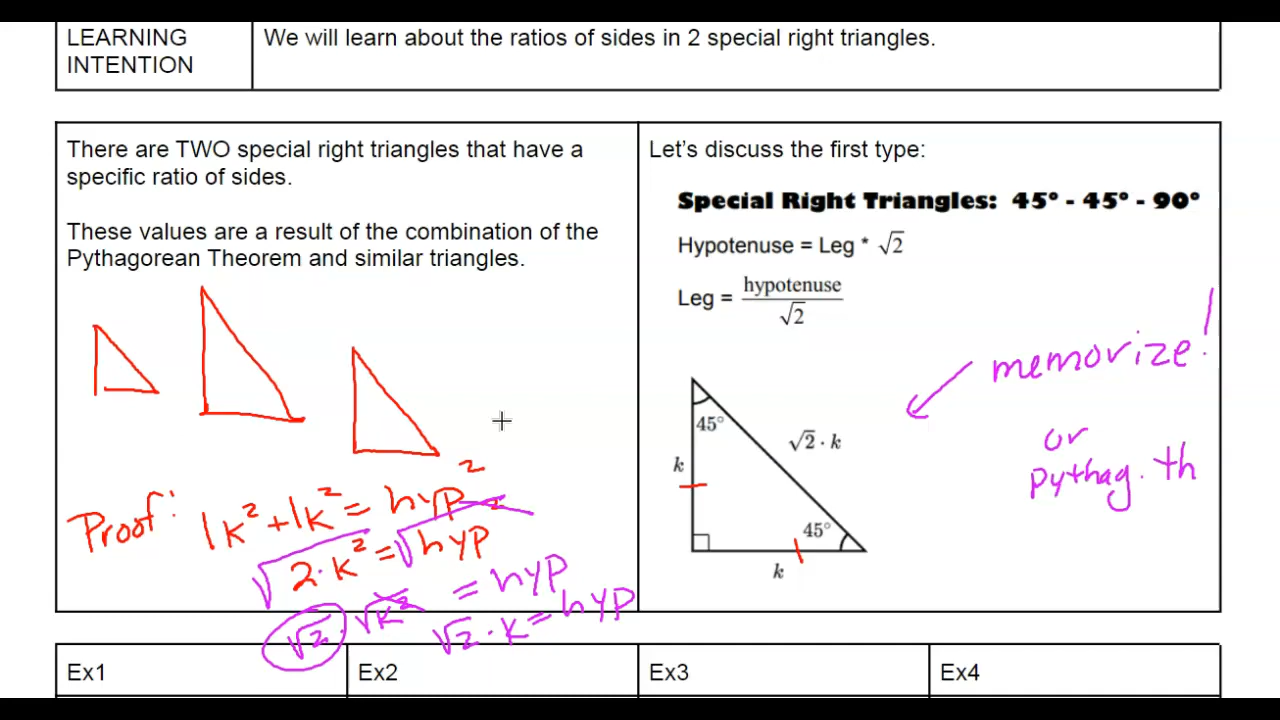 LEARNING INTENTION
We will learn about the ratios of sides in 2 special right triangles.
There are TWO special right triangles that have a
specific ratio of sides.
These values are a result of the combination of the
Pythagorean Theorem and similar triangles.
Proof: 1k² + 1k² = hyp²
√2·k² = √hyp
√2 · √k² = hyp
√2 · k = hyp
Let's discuss the first type:
Special Right Triangles: 45° - 45° - 90°
Hypotenuse = Leg * √2
Leg = hypotenuse / √2
memorize!
or
pythag. th
45°
√2 · k
k
45°
k
Ex1
Ex2
Ex3
Ex4